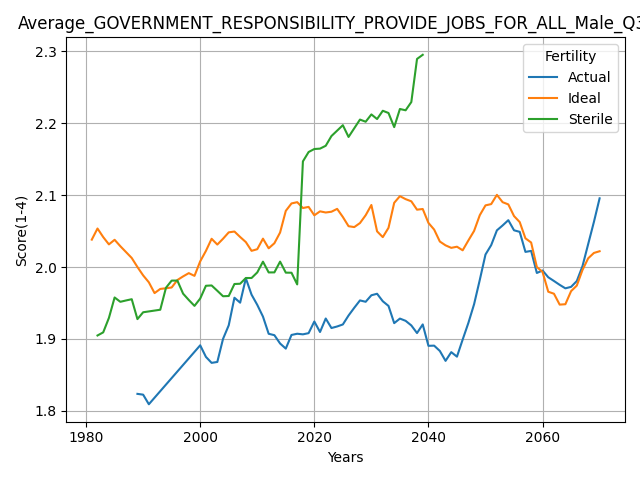 Average_GOVERNMENT_RESPONSIBILITY_PROVIDE_JOBS_FOR_ALL_Male_Q3
Fertility
Actual
Ideal
Sterile
Score(1-4)
2.3
2.2
2.1
2.0
1.9
1.8
1980 2000 2020 2040 2060
Years